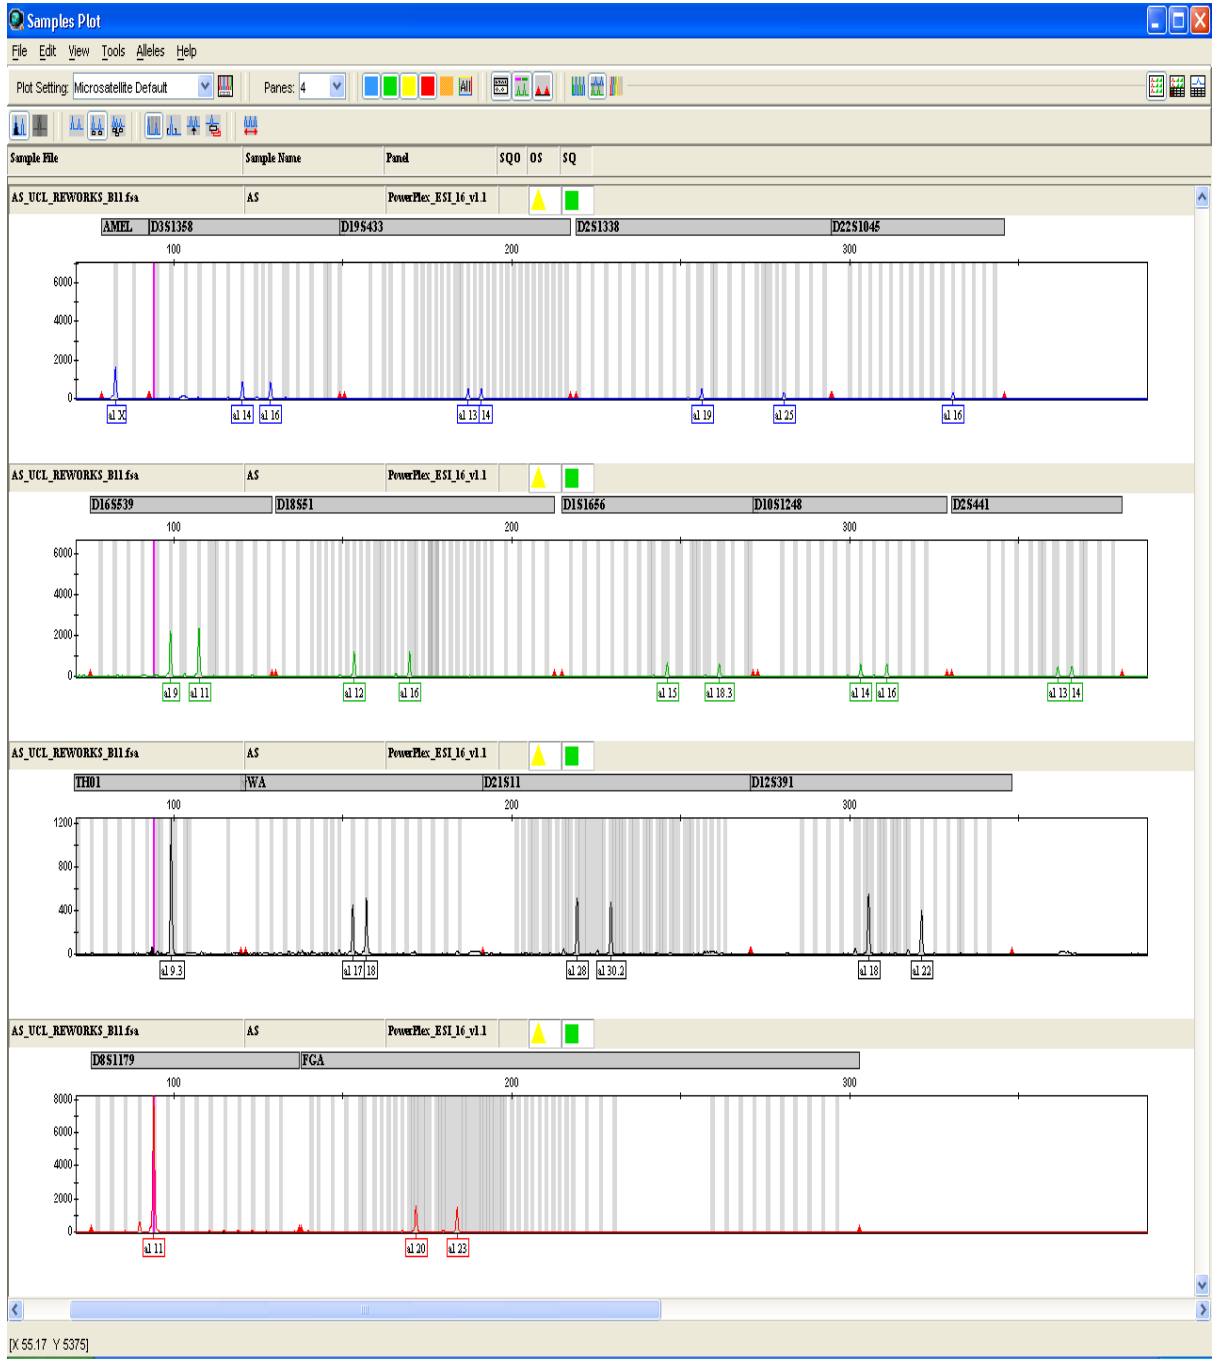 Samples Plot
File Edit View Tools Alleles Help
Plot Setting: Microsatellite Default Panes: 4 All
Sample File Sample Name Panel SQO OS SQ
AS_UCL_REWORKS_B11.fsa AS PowerPlex_ESI_16_v1.1
AMEL D3S1358 D19S433 D2S1338 D22S1045
100 200 300
6000
4000
2000
0
al 14 al 16 al 13 14 al 19 al 25 al 16
AS_UCL_REWORKS_B11.fsa AS PowerPlex_ESI_16_v1.1
D16S539 D18S51 D1S1656 D10S1248 D2S441
100 200 300
6000
4000
2000
0
al 9 al 11 al 12 al 16 al 15 al 18.3 al 14 al 16 al 13 14
AS_UCL_REWORKS_B11.fsa AS PowerPlex_ESI_16_v1.1
TH01 WA D21S11 D12S391
100 200 300
1200
800
400
0
al 9.3 al 17 18 al 28 al 30.2 al 18 al 22
AS_UCL_REWORKS_B11.fsa AS PowerPlex_ESI_16_v1.1
D8S1179 FGA
100 200 300
8000
6000
4000
2000
0
al 11 al 20 al 23
[X 55.17 Y 5375]